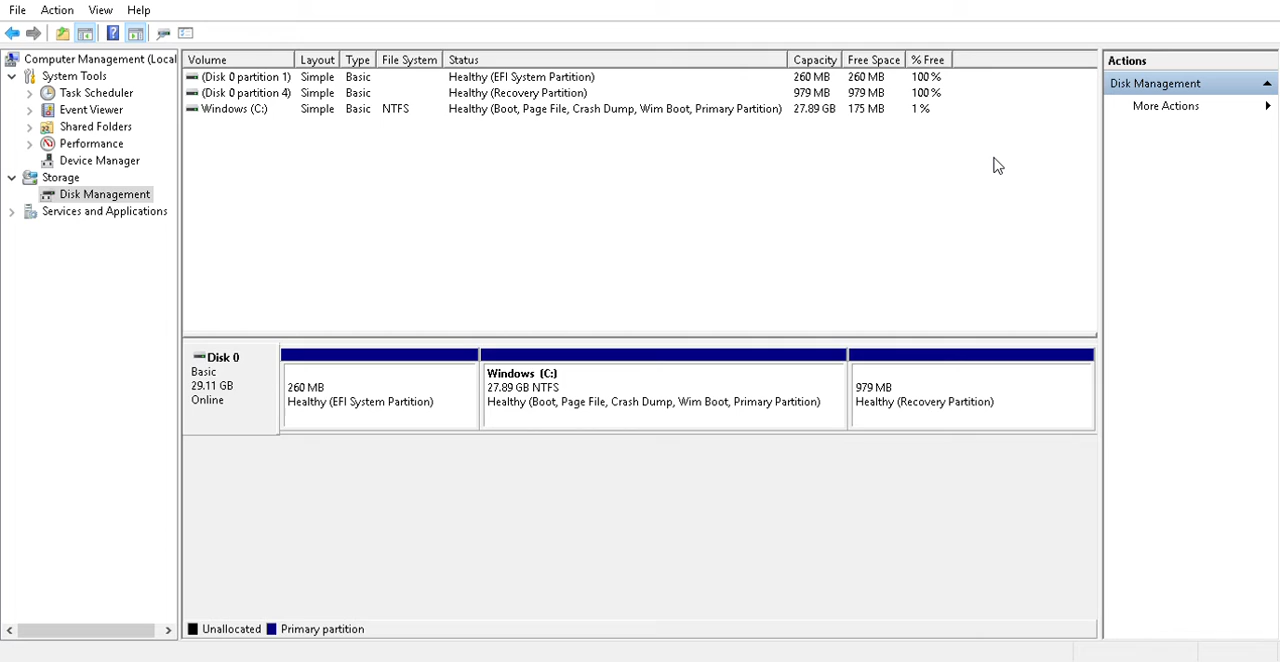 File Action View Help
Computer Management (Local
System Tools
Task Scheduler
Event Viewer
Shared Folders
Performance
Device Manager
Storage
Disk Management
Services and Applications
Volume Layout Type File System Status Capacity Free Space % Free
(Disk 0 partition 1) Simple Basic Healthy (EFI System Partition) 260 MB 260 MB 100 %
(Disk 0 partition 4) Simple Basic Healthy (Recovery Partition) 979 MB 979 MB 100 %
Windows (C:) Simple Basic NTFS Healthy (Boot, Page File, Crash Dump, Wim Boot, Primary Partition) 27.89 GB 175 MB 1 %
Disk 0
Basic
29.11 GB
Online
260 MB
Healthy (EFI System Partition)
Windows (C:)
27.89 GB NTFS
Healthy (Boot, Page File, Crash Dump, Wim Boot, Primary Partition)
979 MB
Healthy (Recovery Partition)
Unallocated Primary partition
Actions
Disk Management
More Actions